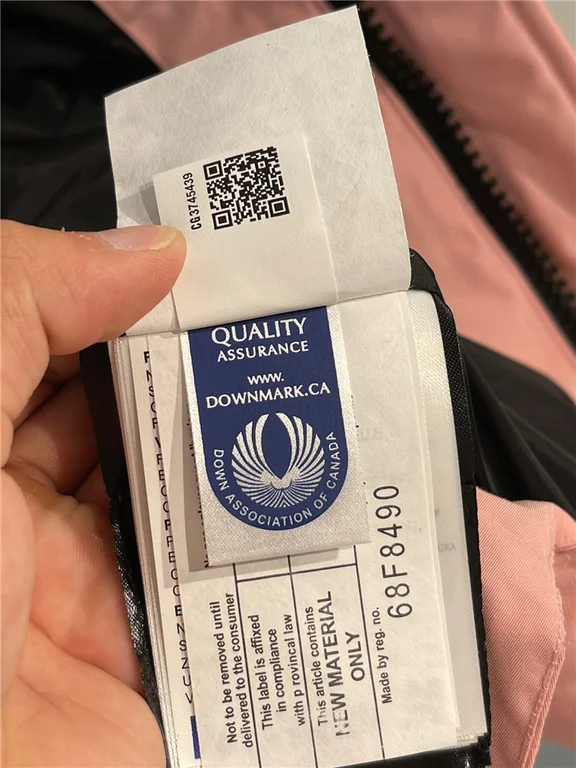 CG3745439
QUALITY
ASSURANCE
www.
DOWNMARK.CA
DOWN ASSOCIATION OF CANADA
Not to be removed until
delivered to the consumer
This label is affixed
in compliance
with p rovincal law
This article contains
NEW MATERIAL
ONLY
Made by reg. no.
68F8490